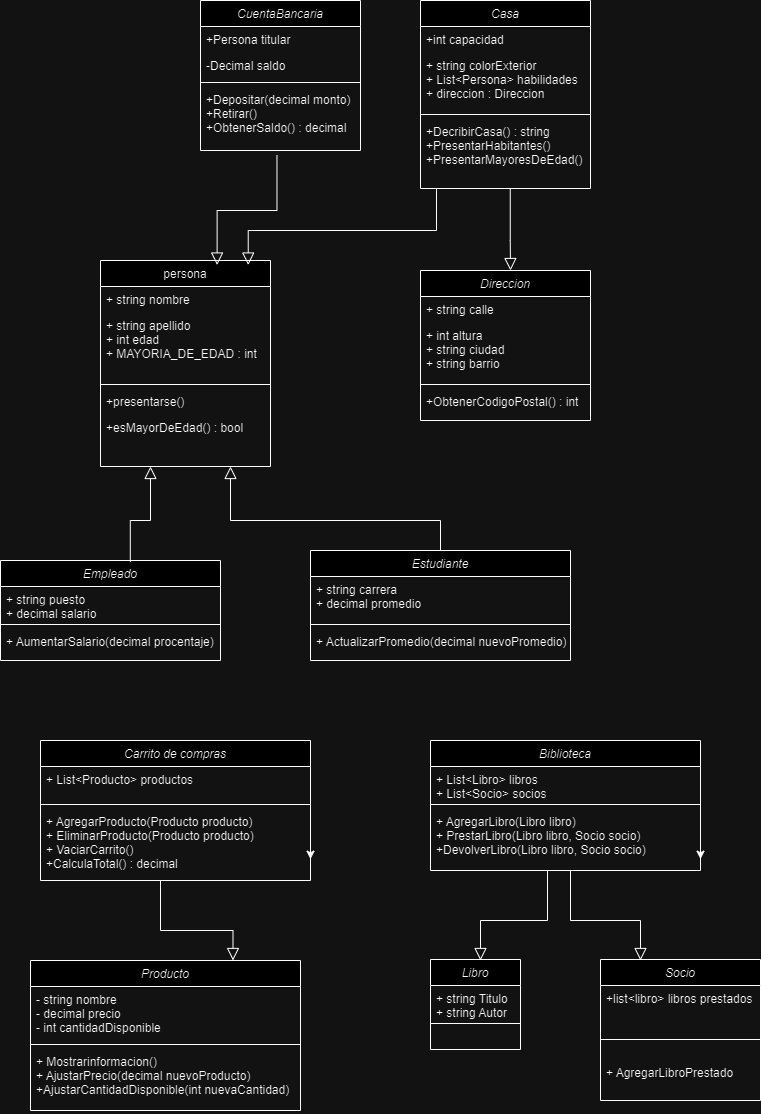 CuentaBancaria
+Persona titular
-Decimal saldo
+Depositar(decimal monto)
+Retirar()
+ObtenerSaldo() : decimal
Casa
+int capacidad
+ string colorExterior
+ List<Persona> habilidades
+ direccion : Direccion
+DecribirCasa() : string
+PresentarHabitantes()
+PresentarMayoresDeEdad()
persona
+ string nombre
+ string apellido
+ int edad
+ MAYORIA_DE_EDAD : int
+presentarse()
+esMayorDeEdad() : bool
Direccion
+ string calle
+ int altura
+ string ciudad
+ string barrio
+ObtenerCodigoPostal() : int
Empleado
+ string puesto
+ decimal salario
+ AumentarSalario(decimal procentaje)
Estudiante
+ string carrera
+ decimal promedio
+ ActualizarPromedio(decimal nuevoPromedio)
Carrito de compras
+ List<Producto> productos
+ AgregarProducto(Producto producto)
+ EliminarProducto(Producto producto)
+ VaciarCarrito()
+CalculaTotal() : decimal
Biblioteca
+ List<Libro> libros
+ List<Socio> socios
+ AgregarLibro(Libro libro)
+ PrestarLibro(Libro libro, Socio socio)
+DevolverLibro(Libro libro, Socio socio)
Producto
- string nombre
- decimal precio
- int cantidadDisponible
+ Mostrarinformacion()
+ AjustarPrecio(decimal nuevoProducto)
+AjustarCantidadDisponible(int nuevaCantidad)
Libro
+ string Titulo
+ string Autor
Socio
+list<libro> libros prestados
+ AgregarLibroPrestado